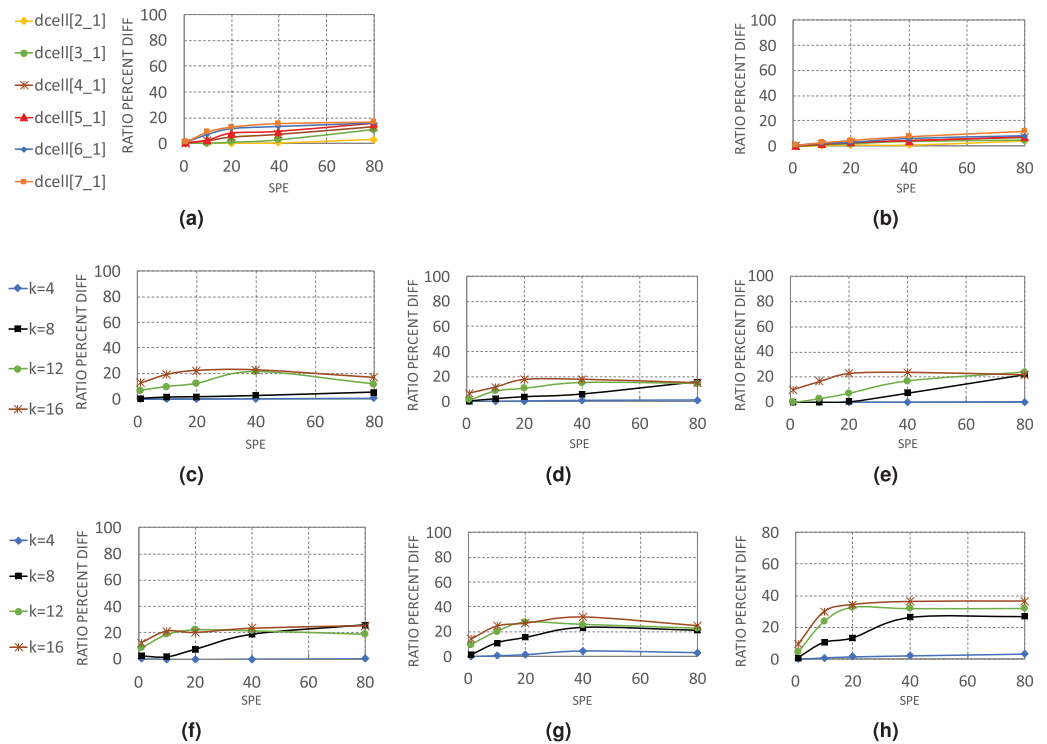 dcell[2_1]
dcell[3_1]
dcell[4_1]
dcell[5_1]
dcell[6_1]
dcell[7_1]
RATIO PERCENT DIFF
100
80
60
40
20
0
0 20 40 60 80
SPE
(a)
RATIO PERCENT DIFF
100
80
60
40
20
0
0 20 40 60 80
SPE
(b)
k=4
k=8
k=12
k=16
RATIO PERCENT DIFF
100
80
60
40
20
0
0 20 40 60 80
SPE
(c)
RATIO PERCENT DIFF
100
80
60
40
20
0
0 20 40 60 80
SPE
(d)
RATIO PERCENT DIFF
100
80
60
40
20
0
0 20 40 60 80
SPE
(e)
k=4
k=8
k=12
k=16
RATIO PERCENT DIFF
100
80
60
40
20
0
0 20 40 60 80
SPE
(f)
RATIO PERCENT DIFF
100
80
60
40
20
0
0 20 40 60 80
SPE
(g)
RATIO PERCENT DIFF
80
60
40
20
0
0 20 40 60 80
SPE
(h)